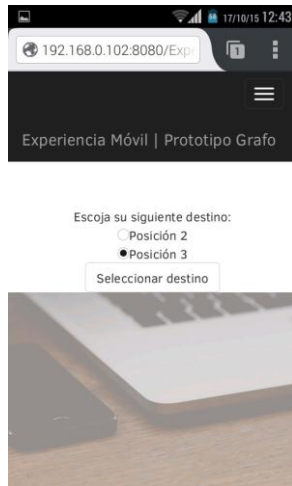 17/10/15 12:43
192.168.0.102:8080/Exp
1
Experiencia Móvil | Prototipo Grafo
Escoja su siguiente destino:
Posición 2
Posición 3
Seleccionar destino